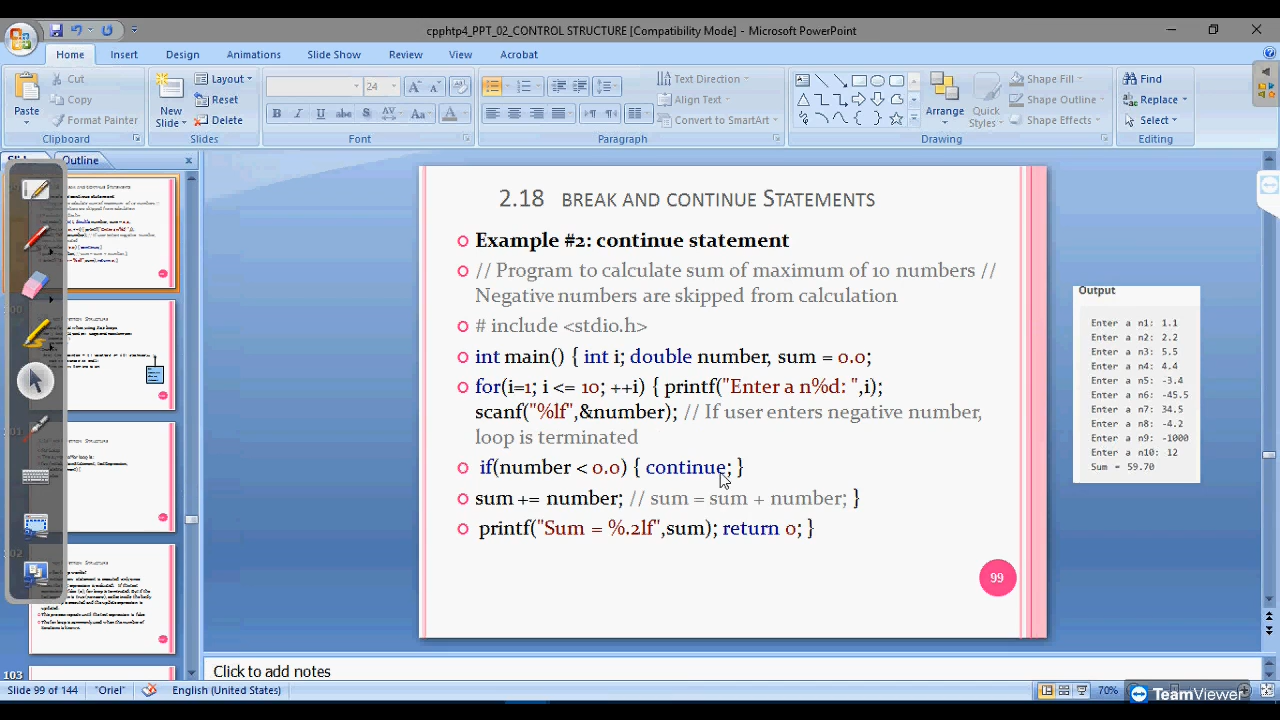 cpphtp4_PPT_02_CONTROL STRUCTURE [Compatibility Mode] - Microsoft PowerPoint
Home Insert Design Animations Slide Show Review View Acrobat
Paste
Cut
Copy
Format Painter
Clipboard
New Slide
Layout
Reset
Delete
Slides
24
B I U abc S AV Aa A
Font
Text Direction
Align Text
Convert to SmartArt
Paragraph
Arrange
Quick Styles
Shape Fill
Shape Outline
Shape Effects
Drawing
Find
Replace
Select
Editing
Outline
2.18 BREAK AND CONTINUE STATEMENTS
Example #2: continue statement
// Program to calculate sum of maximum of 10 numbers //
Negative numbers are skipped from calculation
# include <stdio.h>
int main() { int i; double number, sum = 0.0;
for(i=1; i <= 10; ++i) { printf("Enter a n%d: ",i);
scanf("%lf",&number); // If user enters negative number,
loop is terminated
if(number < 0.0) { continue; }
sum += number; // sum = sum + number; }
printf("Sum = %.2lf",sum); return 0; }
99
Output
Enter a n1: 1.1
Enter a n2: 2.2
Enter a n3: 5.5
Enter a n4: 4.4
Enter a n5: -3.4
Enter a n6: -45.5
Enter a n7: 34.5
Enter a n8: -4.2
Enter a n9: -1000
Enter a n10: 12
Sum = 59.70
103
Click to add notes
Slide 99 of 144 "Oriel" English (United States)
70%
TeamViewer